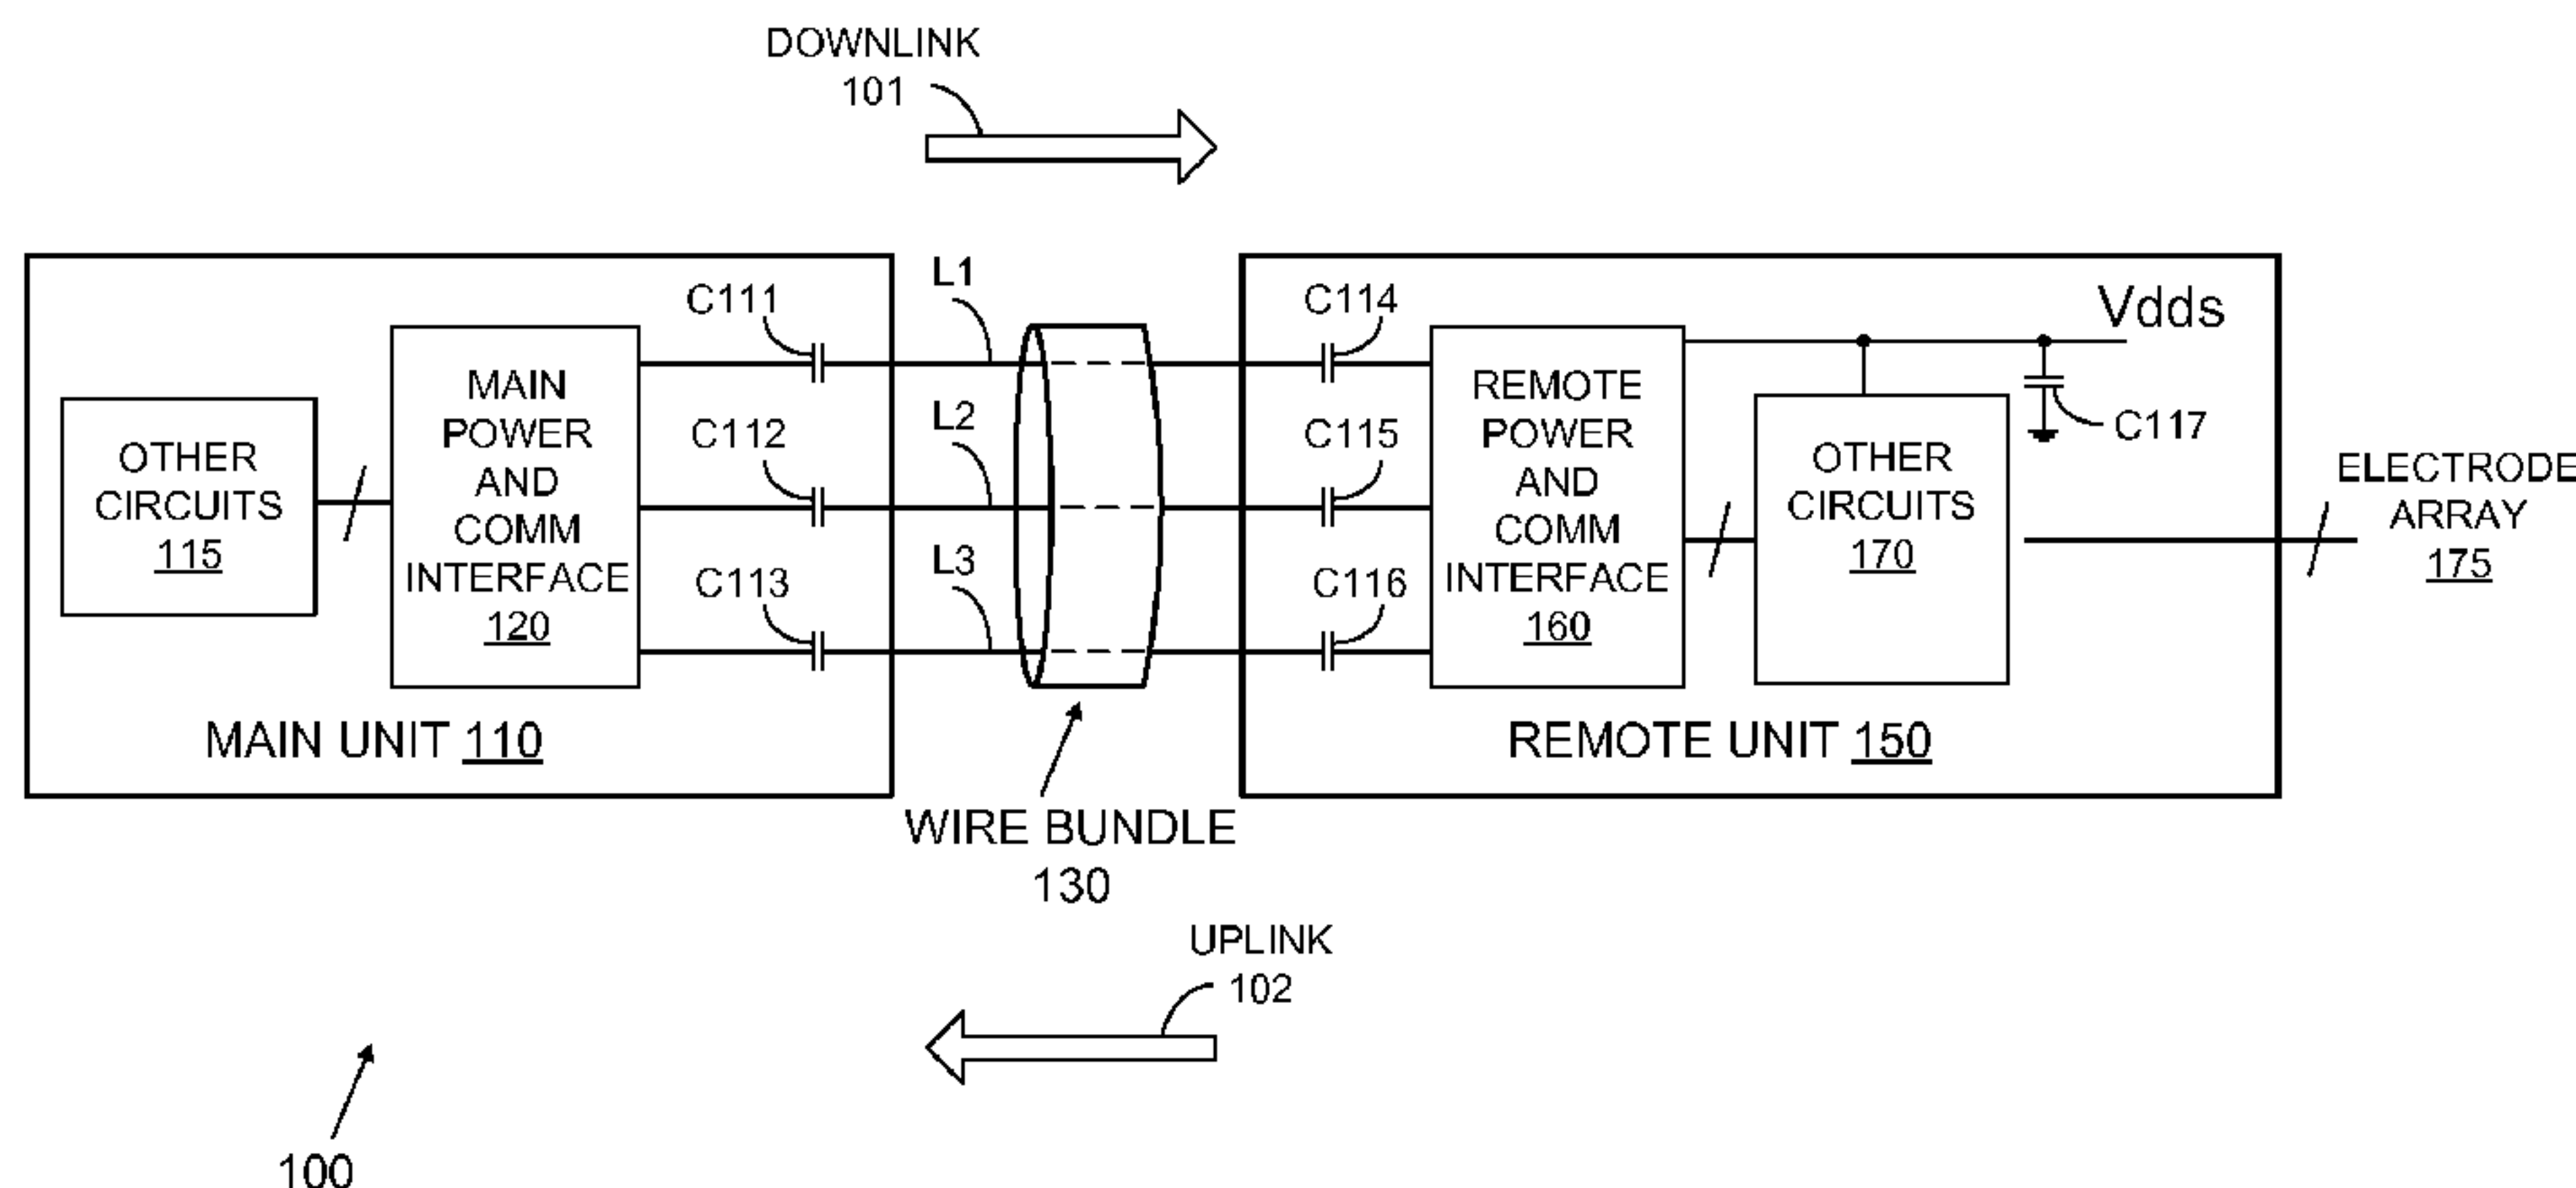 DOWNLINK
101
L1
C111
C114
Vdds
MAIN
POWER
AND
COMM
INTERFACE
120
REMOTE
POWER
AND
COMM
INTERFACE
160
L2
C112
C115
C117
OTHER
CIRCUITS
115
OTHER
CIRCUITS
170
ELECTRODE
ARRAY
175
L3
C113
C116
MAIN UNIT 110
REMOTE UNIT 150
WIRE BUNDLE
130
UPLINK
102
100